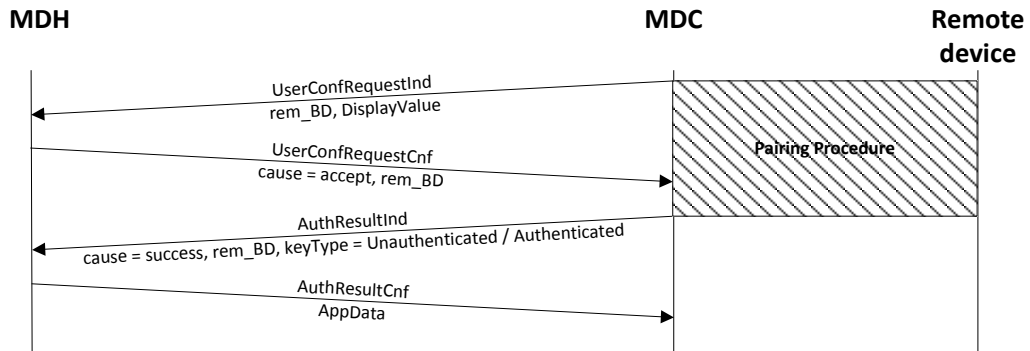 MDH
MDC
Remote
device
UserConfRequestInd
rem_BD, DisplayValue
UserConfRequestCnf
cause = accept, rem_BD
Pairing Procedure
AuthResultInd
cause = success, rem_BD, keyType = Unauthenticated / Authenticated
AuthResultCnf
AppData